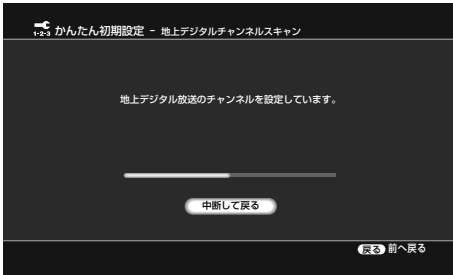 1-2-3 かんたん初期設定 - 地上デジタルチャンネルスキャン
地上デジタル放送のチャンネルを設定しています。
中断して戻る
戻る 前へ戻る